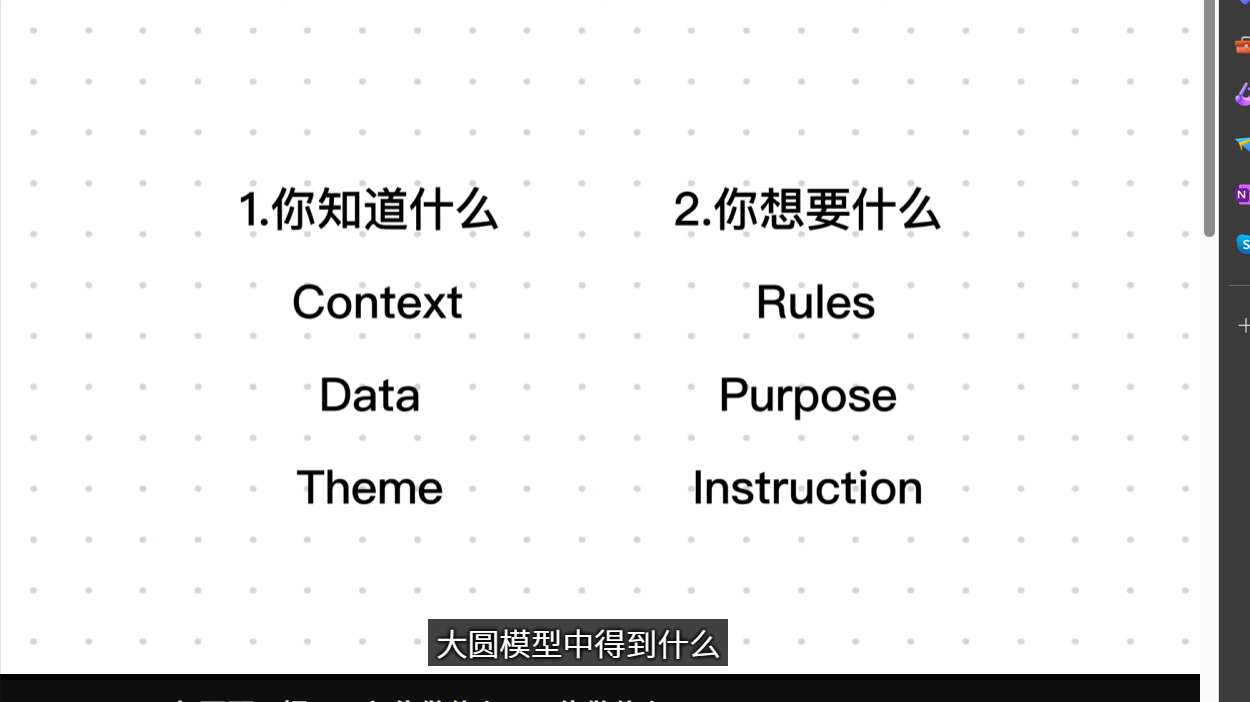 1.你知道什么
Context
Data
Theme
2.你想要什么
Rules
Purpose
Instruction
大圆模型中得到什么